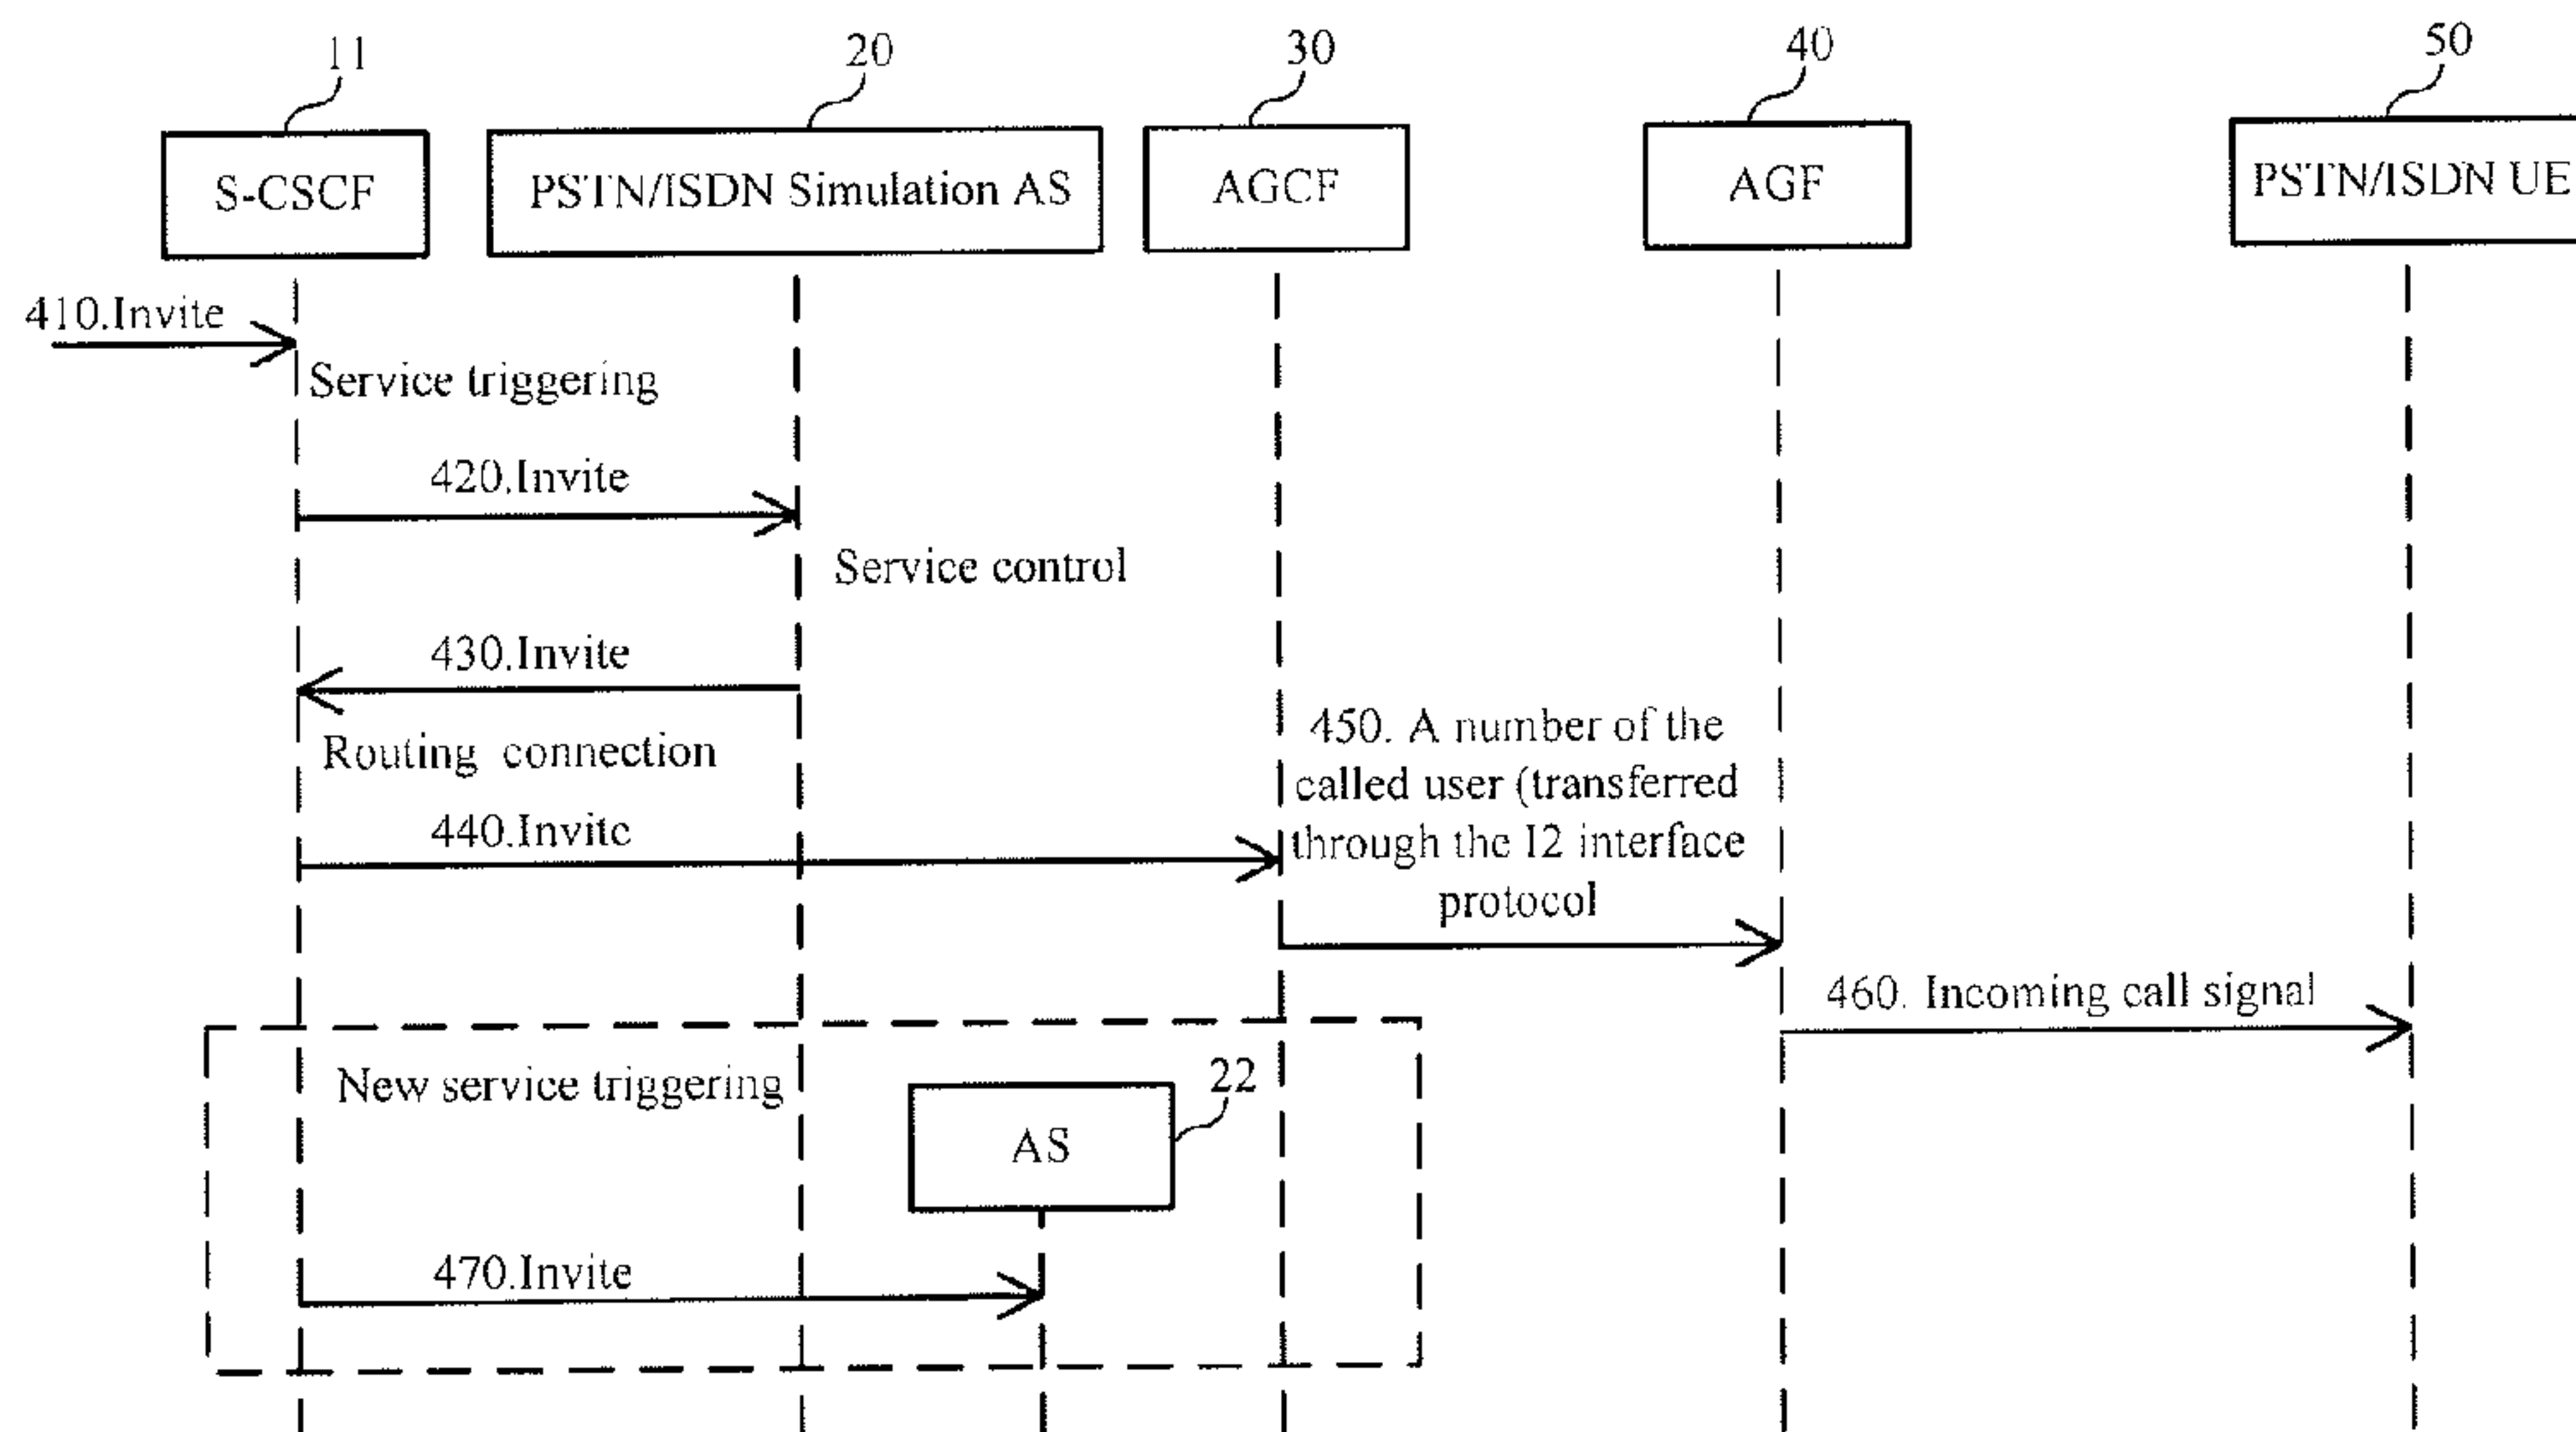 11
20
30
40
50
S-CSCF
PSTN/ISDN Simulation AS
AGCF
AGF
PSTN/ISDN UE
410.Invite
Service triggering
420.Invite
Service control
430.Invite
Routing connection
440.Invite
450. A number of the
called user (transferred
through the I2 interface
protocol
460. Incoming call signal
New service triggering
22
AS
470.Invite